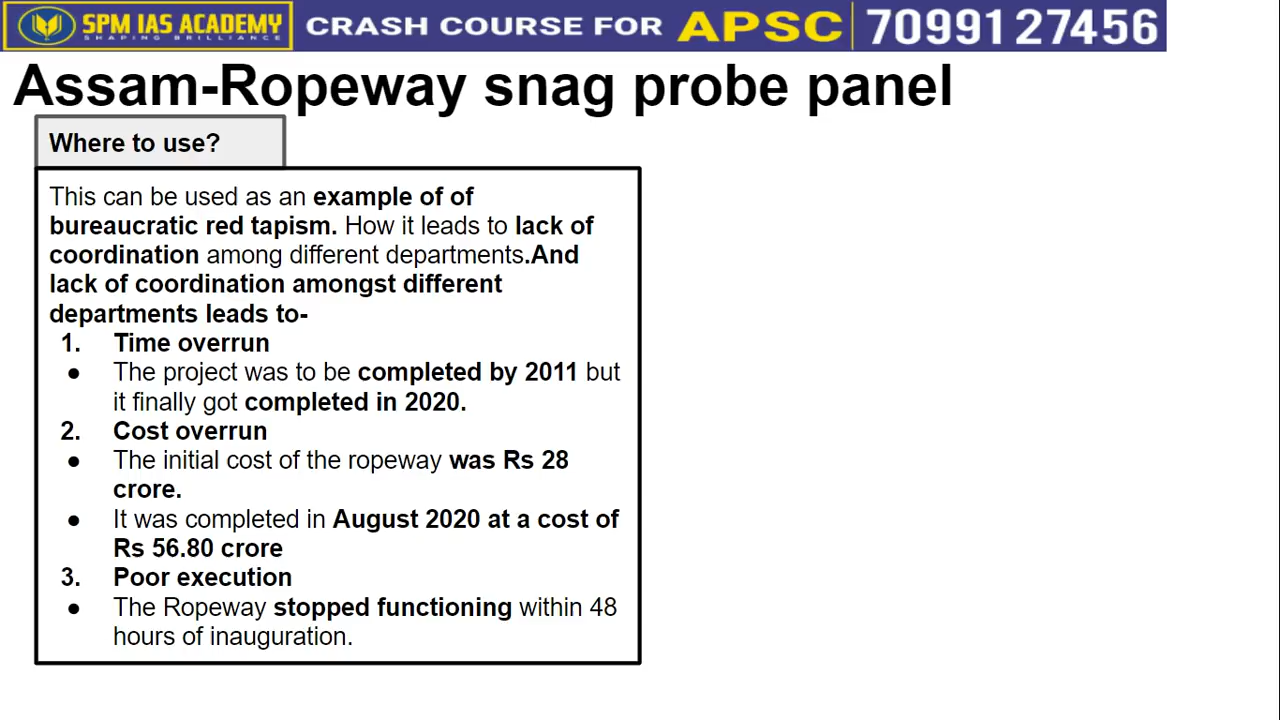 SPM IAS ACADEMY
SHAPING BRILLIANCE
CRASH COURSE FOR APSC 7099127456
Assam-Ropeway snag probe panel
Where to use?
This can be used as an example of of
bureaucratic red tapism. How it leads to lack of
coordination among different departments.And
lack of coordination amongst different
departments leads to-
1. Time overrun
● The project was to be completed by 2011 but
it finally got completed in 2020.
2. Cost overrun
● The initial cost of the ropeway was Rs 28
crore.
● It was completed in August 2020 at a cost of
Rs 56.80 crore
3. Poor execution
● The Ropeway stopped functioning within 48
hours of inauguration.